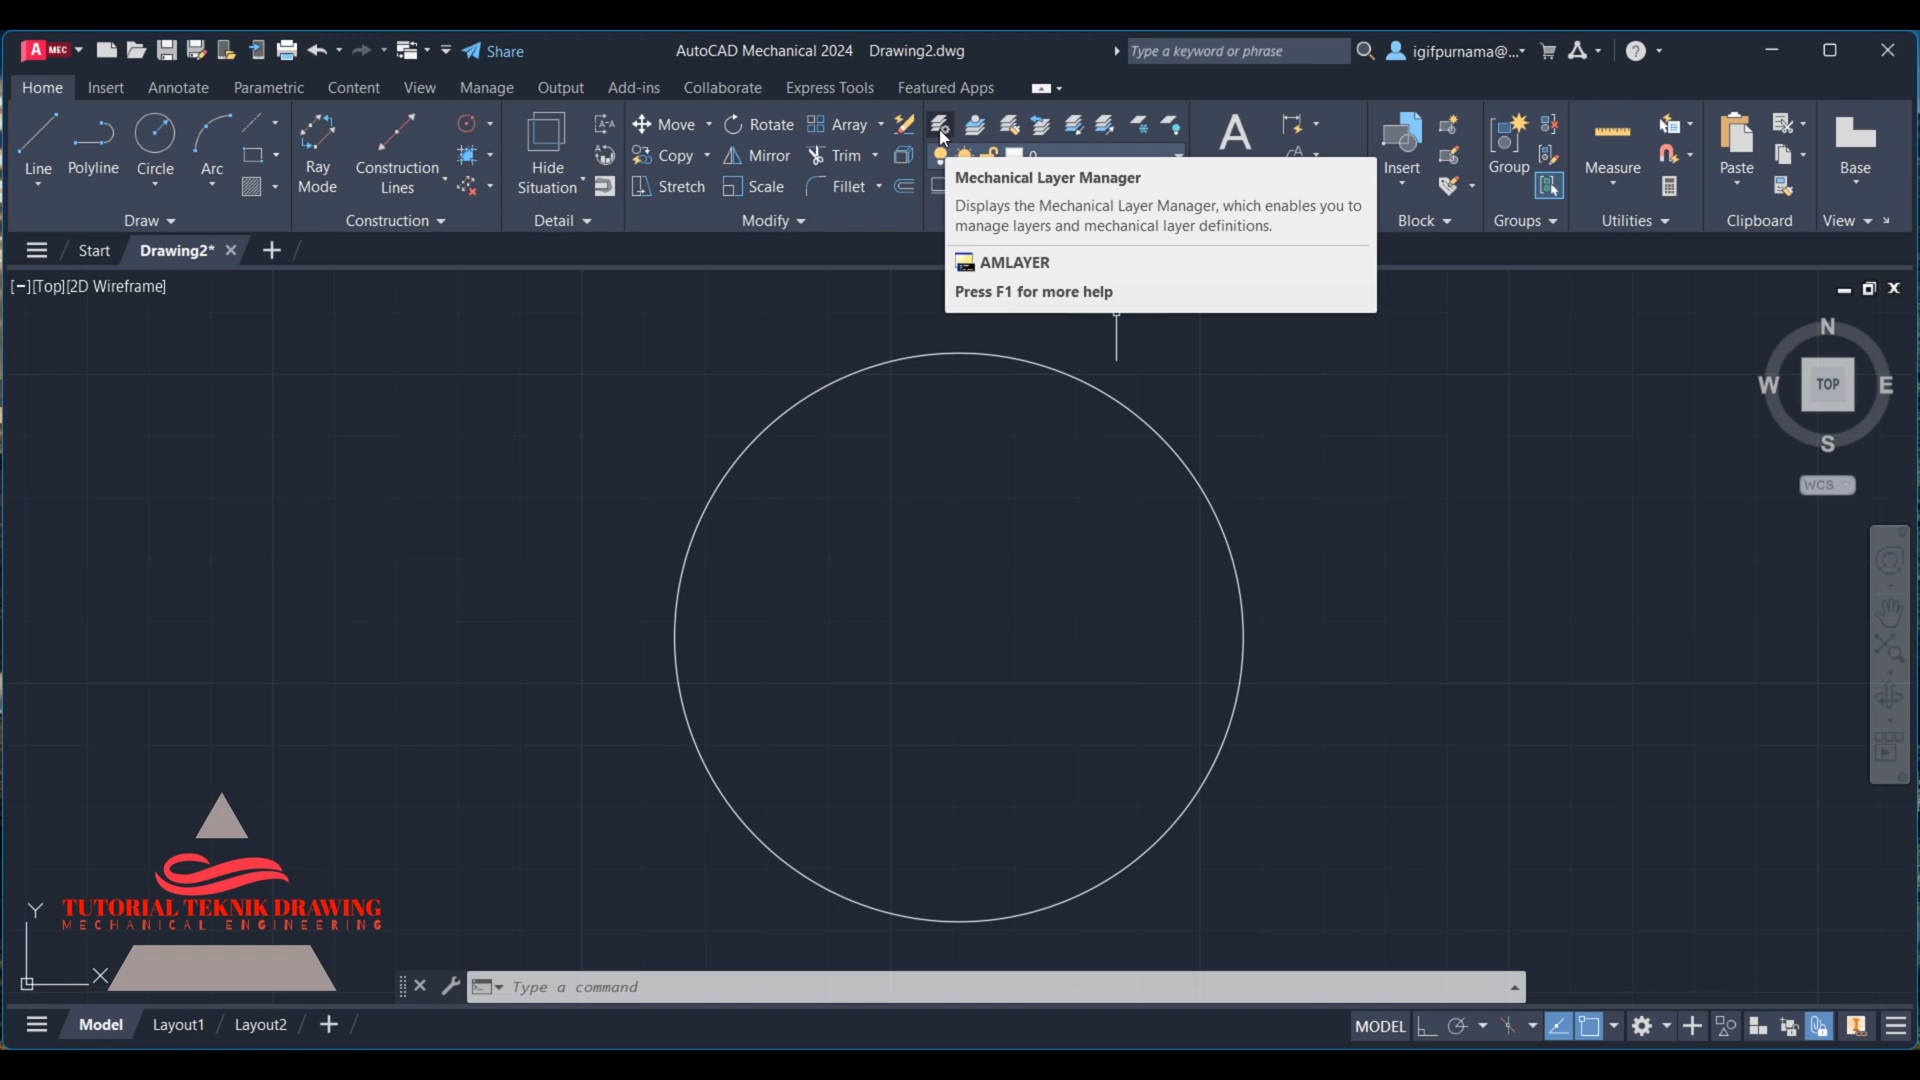 A MEC
Share
AutoCAD Mechanical 2024 Drawing2.dwg
Type a keyword or phrase
igifpurnama@...
?
Home Insert Annotate Parametric Content View Manage Output Add-ins Collaborate Express Tools Featured Apps
Line
Polyline
Circle
Arc
Ray
Mode
Construction
Lines
Hide
Situation
Move
Rotate
Array
Copy
Mirror
Trim
Stretch
Scale
Fillet
0
A
Insert
Group
Measure
Paste
Base
Draw
Construction
Detail
Modify
Block
Groups
Utilities
Clipboard
View
Mechanical Layer Manager
Displays the Mechanical Layer Manager, which enables you to
manage layers and mechanical layer definitions.
AMLAYER
Press F1 for more help
Start
Drawing2*
[−][Top][2D Wireframe]
N
W
TOP
E
S
WCS
TUTORIAL TEKNIK DRAWING
MECHANICAL ENGINEERING
Y
X
Type a command
Model
Layout1
Layout2
MODEL